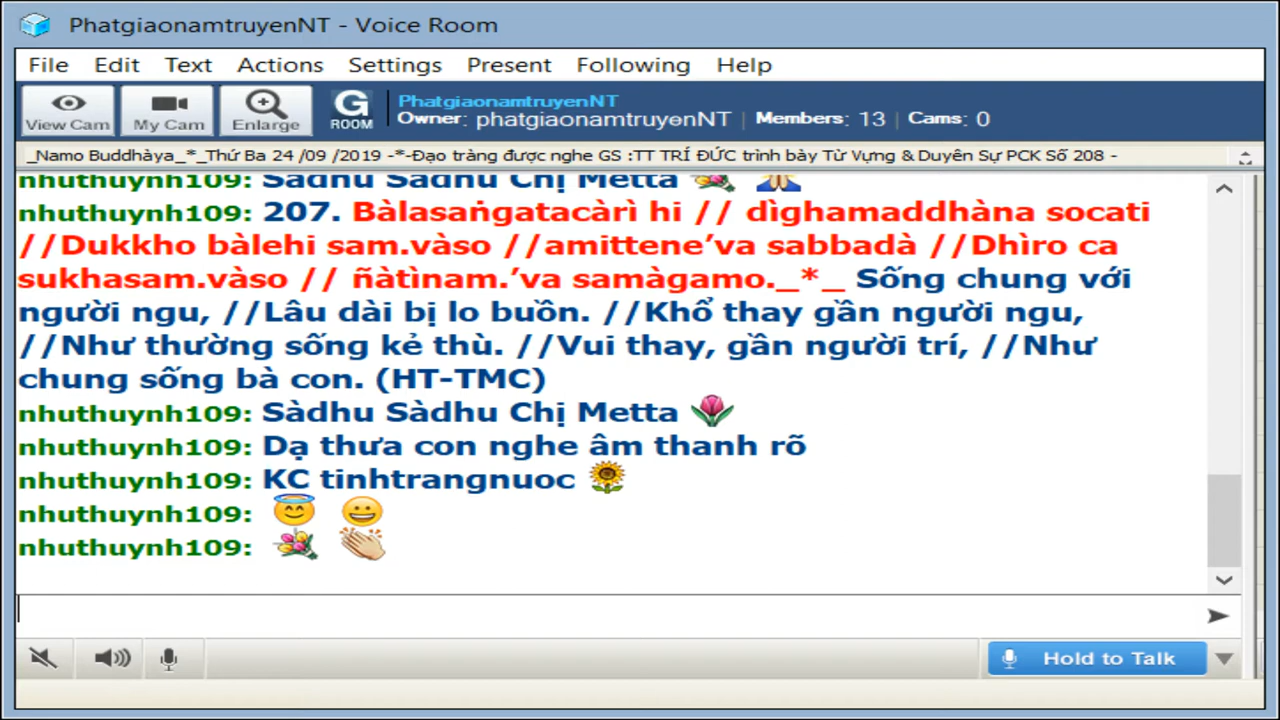 PhatgiaonamtruyenNT - Voice Room
File Edit Text Actions Settings Present Following Help
View Cam My Cam Enlarge G ROOM
PhatgiaonamtruyenNT
Owner: phatgiaonamtruyenNT | Members: 13 | Cams: 0
_Namo Buddhàya_*_Thứ Ba 24 /09 /2019 -*-Đạo tràng được nghe GS :TT TRÍ ĐỨC trình bày Từ Vựng & Duyên Sự PCK Số 208 -
nhuthuynh109: Sàdhu Sàdhu Chị Metta
nhuthuynh109: 207. Bàlasaṅgatacàrì hi // dìghamaddhàna socati
//Dukkho bàlehi sam.vàso //amittene’va sabbadà //Dhìro ca
sukhasam.vàso // ñàtìnam.’va samàgamo._*_ Sống chung với
người ngu, //Lâu dài bị lo buồn. //Khổ thay gần người ngu,
//Như thường sống kẻ thù. //Vui thay, gần người trí, //Như
chung sống bà con. (HT-TMC)
nhuthuynh109: Sàdhu Sàdhu Chị Metta
nhuthuynh109: Dạ thưa con nghe âm thanh rõ
nhuthuynh109: KC tinhtrangnuoc
nhuthuynh109:
nhuthuynh109:
Hold to Talk